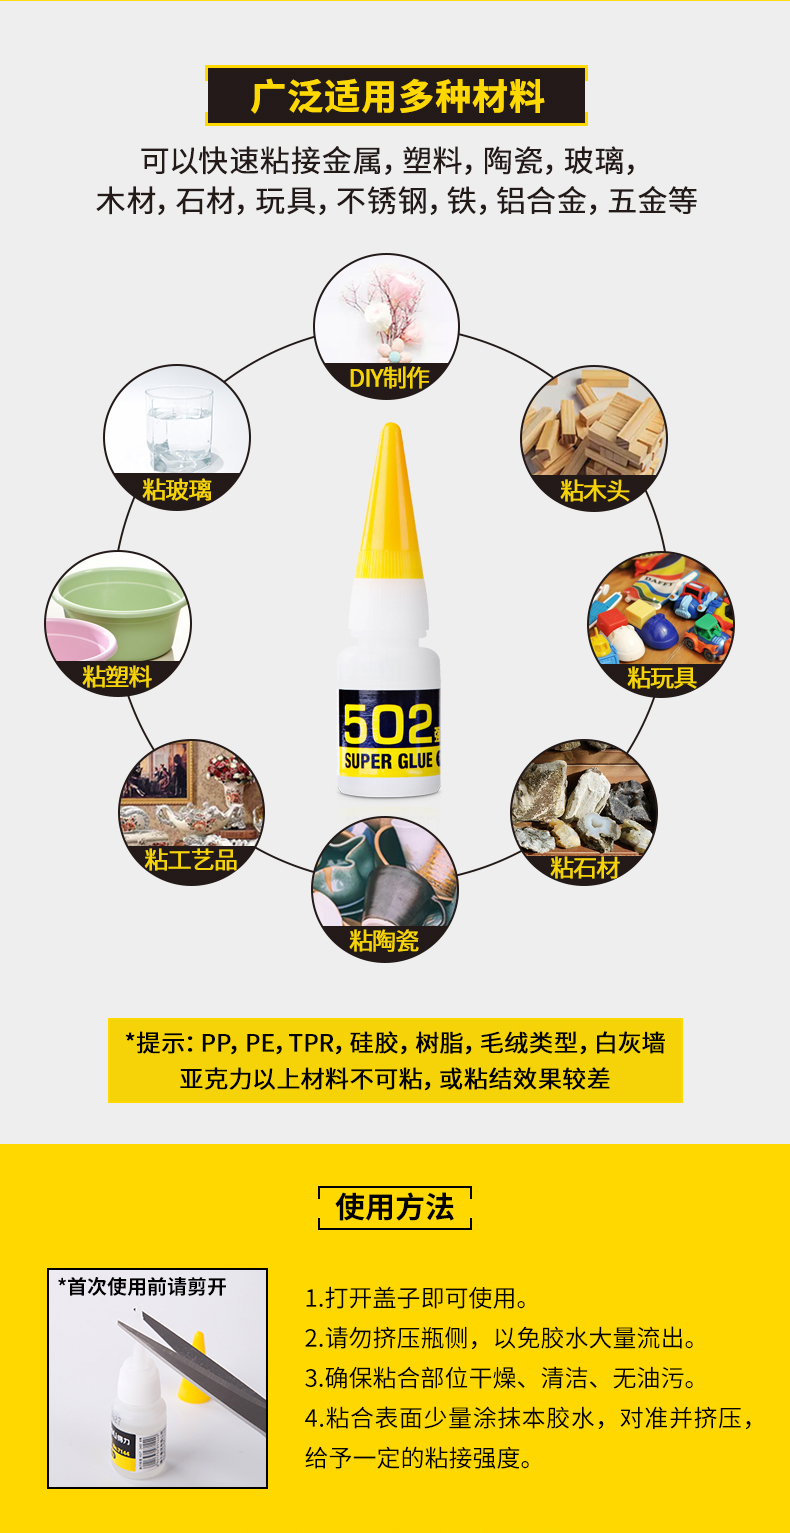 广泛适用多种材料
可以快速粘接金属, 塑料, 陶瓷, 玻璃,
木材, 石材, 玩具, 不锈钢, 铁, 铝合金, 五金等
DIY制作
粘玻璃
粘木头
粘塑料
粘玩具
502强
SUPER GLUE
粘工艺品
粘石材
粘陶瓷
*提示: PP, PE, TPR, 硅胶, 树脂, 毛绒类型, 白灰墙
亚克力以上材料不可粘, 或粘结效果较差
使用方法
*首次使用前请剪开
1.打开盖子即可使用。
2.请勿挤压瓶侧，以免胶水大量流出。
3.确保粘合部位干燥、清洁、无油污。
4.粘合表面少量涂抹本胶水，对准并挤压，
给予一定的粘接强度。